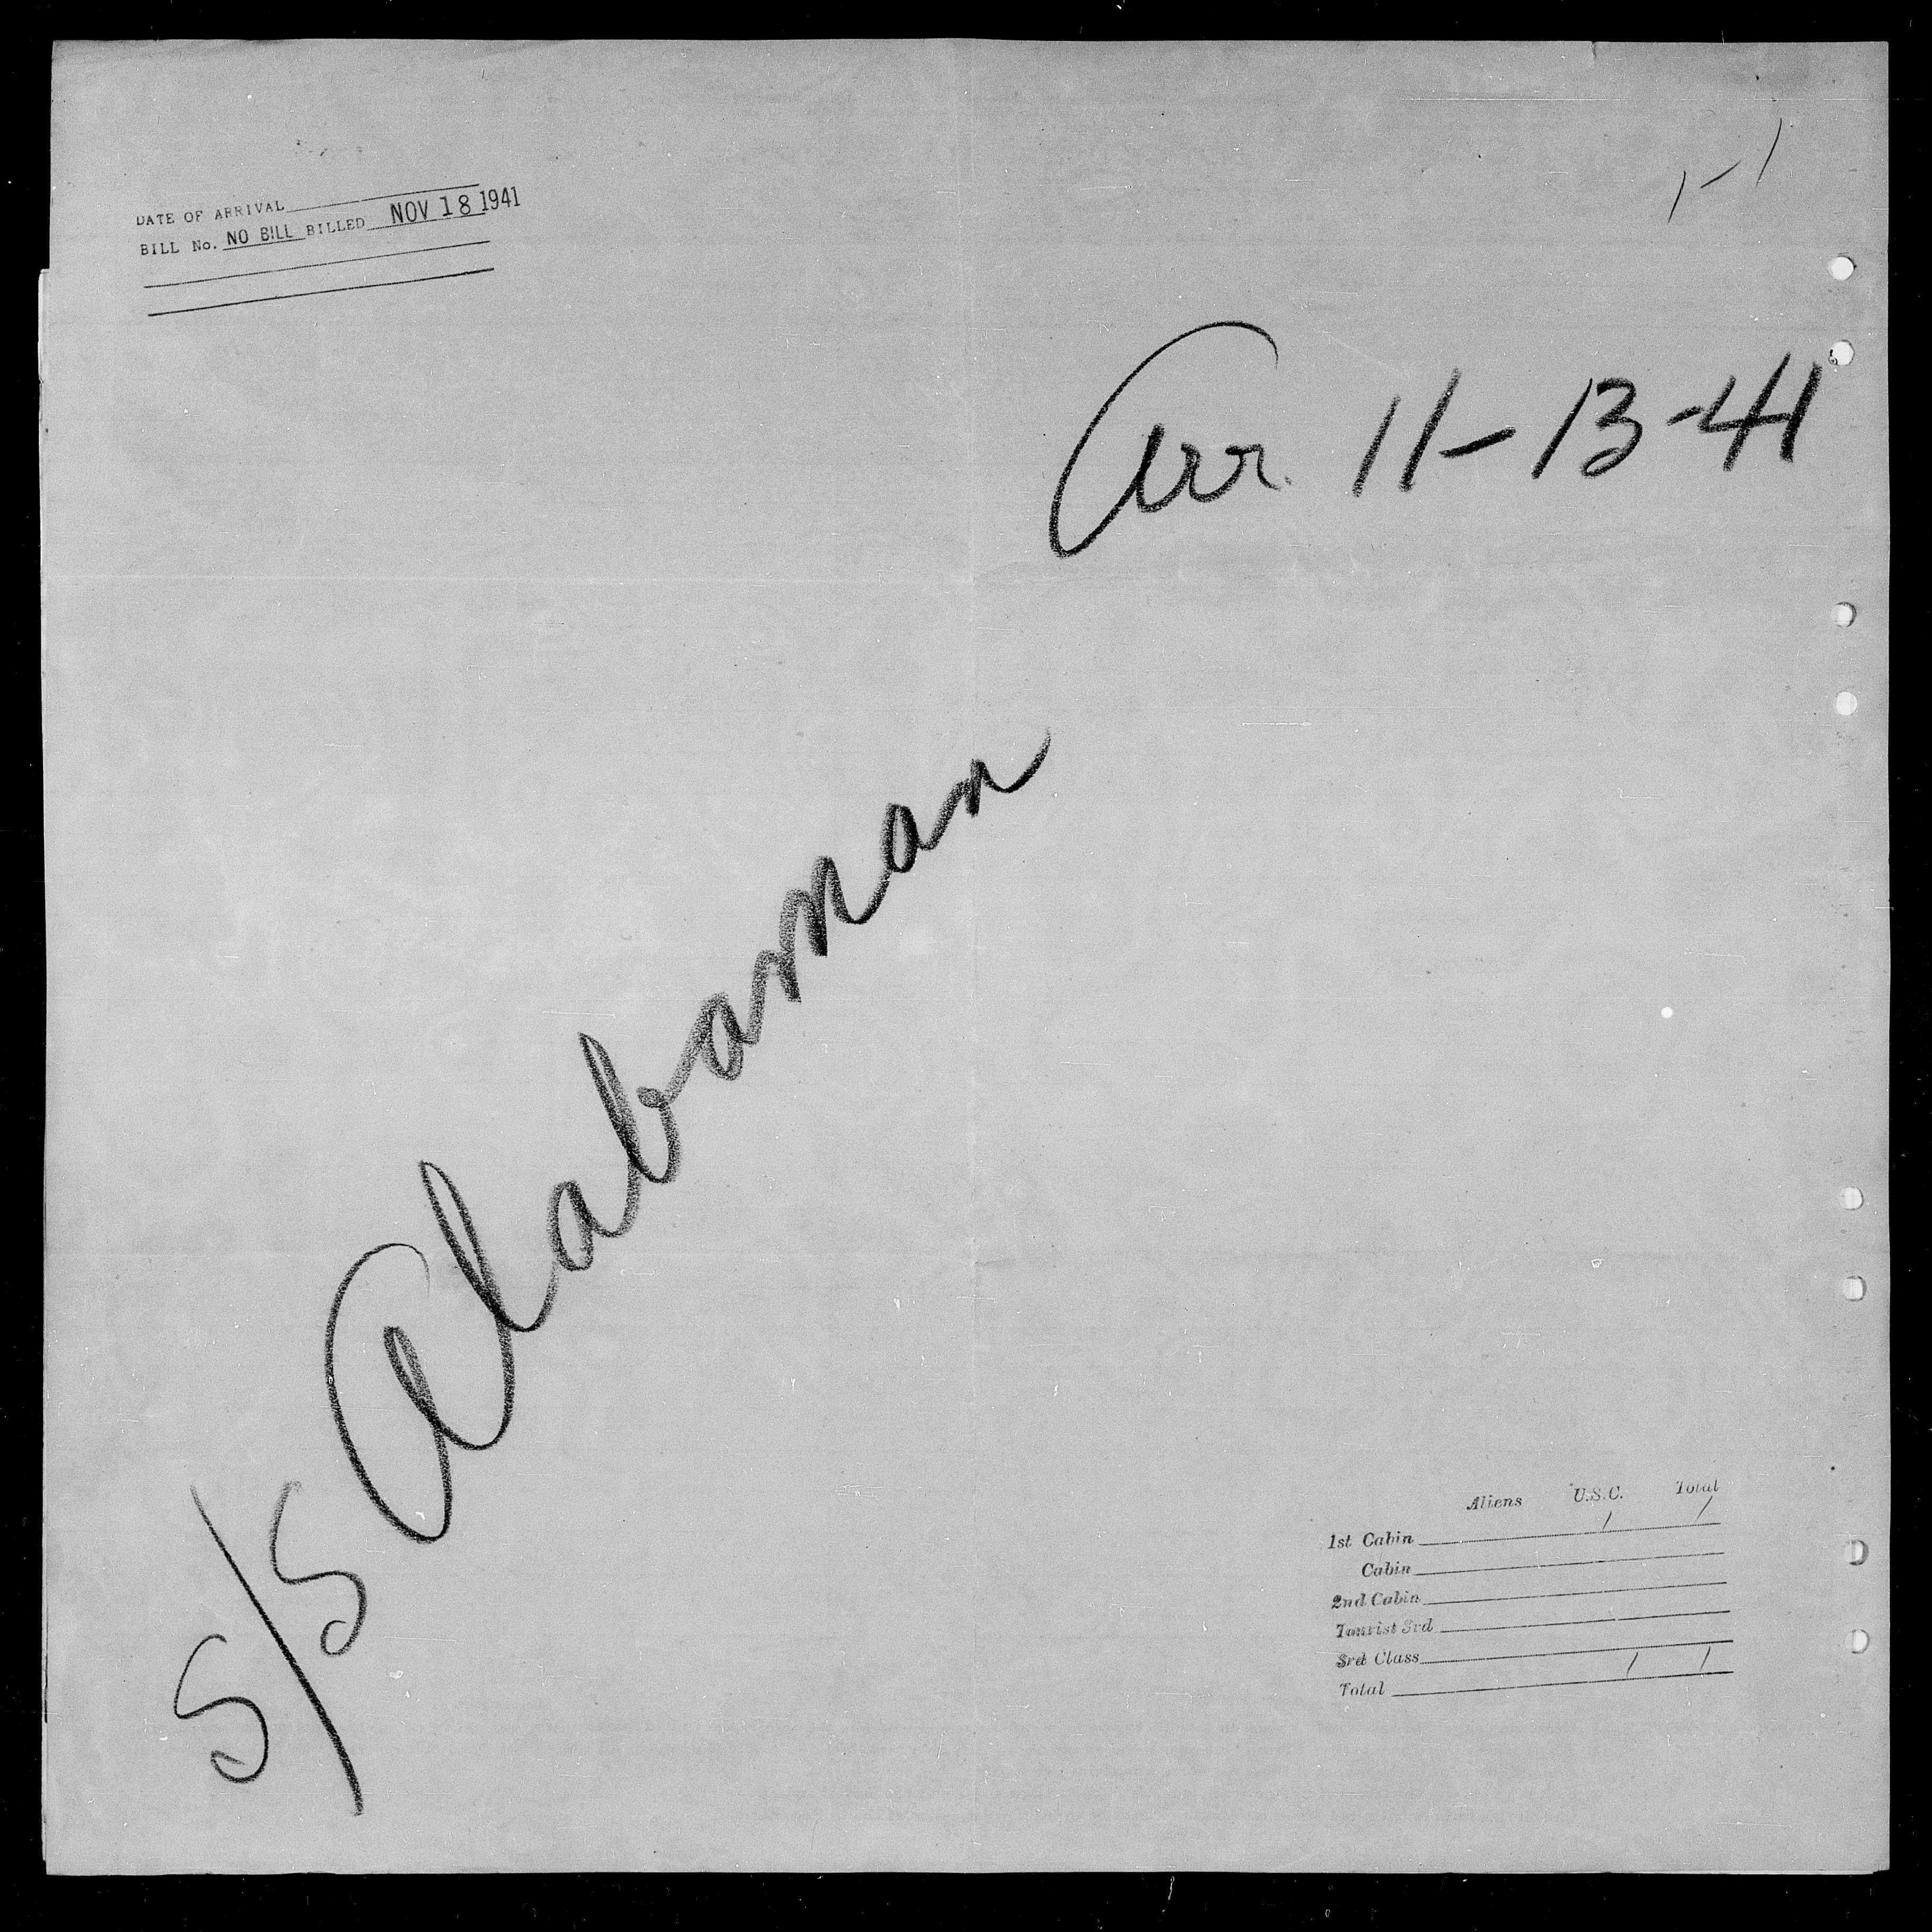 1-1
DATE OF ARRIVAL
BILL No. NO BILL BILLED NOV 18 1941
Arr. 11-13-41
S/S Alabaman
Aliens U.S.C. Total
1st Cabin 1 1
Cabin
2nd Cabin
Tourist 3rd
3rd Class
Total 1 1